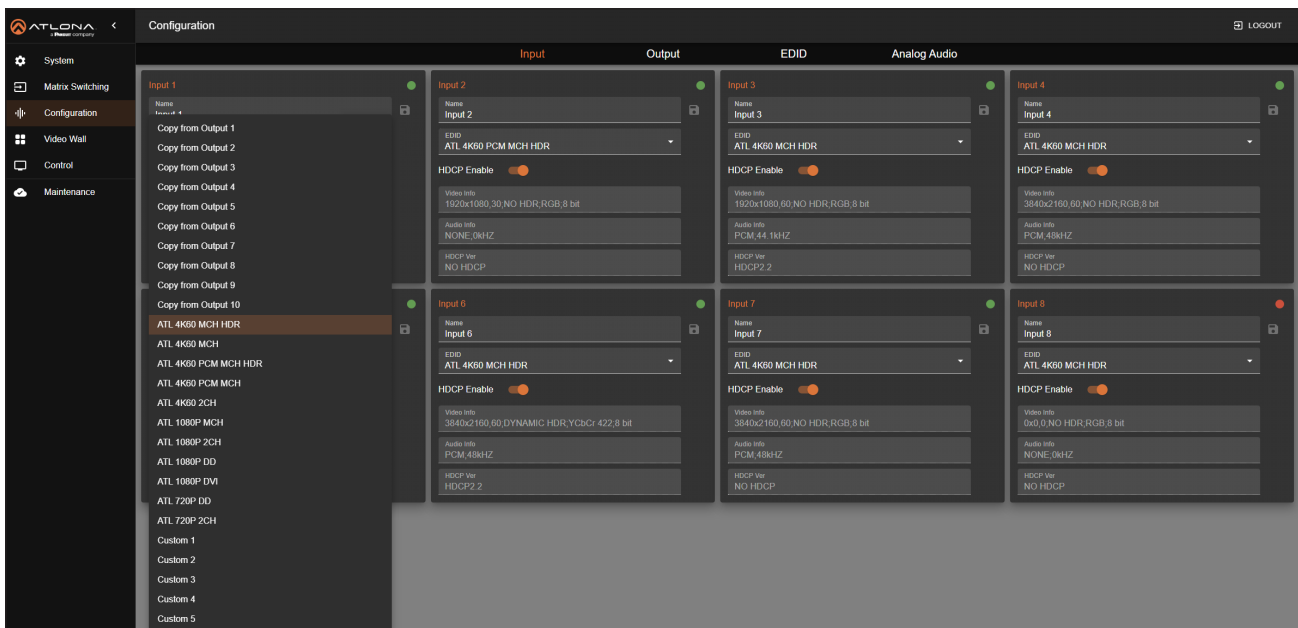 ATLONA
a Panduit company
Configuration
LOGOUT
System
Matrix Switching
Configuration
Video Wall
Control
Maintenance
Input
Output
EDID
Analog Audio
Input 1
Name
Input 1
Copy from Output 1
Copy from Output 2
Copy from Output 3
Copy from Output 4
Copy from Output 5
Copy from Output 6
Copy from Output 7
Copy from Output 8
Copy from Output 9
Copy from Output 10
ATL 4K60 MCH HDR
ATL 4K60 MCH
ATL 4K60 PCM MCH HDR
ATL 4K60 PCM MCH
ATL 4K60 2CH
ATL 1080P MCH
ATL 1080P 2CH
ATL 1080P DD
ATL 1080P DVI
ATL 720P DD
ATL 720P 2CH
Custom 1
Custom 2
Custom 3
Custom 4
Custom 5
Input 2
Name
Input 2
EDID
ATL 4K60 PCM MCH HDR
HDCP Enable
Video Info
1920x1080,30;NO HDR;RGB;8 bit
Audio Info
NONE;0kHZ
HDCP Ver
NO HDCP
Input 3
Name
Input 3
EDID
ATL 4K60 MCH HDR
HDCP Enable
Video Info
1920x1080,60;NO HDR;RGB;8 bit
Audio Info
PCM;44.1kHZ
HDCP Ver
HDCP2.2
Input 4
Name
Input 4
EDID
ATL 4K60 MCH HDR
HDCP Enable
Video Info
3840x2160,60;NO HDR;RGB;8 bit
Audio Info
PCM;48kHZ
HDCP Ver
NO HDCP
Input 6
Name
Input 6
EDID
ATL 4K60 MCH HDR
HDCP Enable
Video Info
3840x2160,60;DYNAMIC HDR;YCbCr 422;8 bit
Audio Info
PCM;48kHZ
HDCP Ver
HDCP2.2
Input 7
Name
Input 7
EDID
ATL 4K60 MCH HDR
HDCP Enable
Video Info
3840x2160,60;NO HDR;RGB;8 bit
Audio Info
PCM;48kHZ
HDCP Ver
NO HDCP
Input 8
Name
Input 8
EDID
ATL 4K60 MCH HDR
HDCP Enable
Video Info
0x0,0;NO HDR;RGB;8 bit
Audio Info
NONE;0kHZ
HDCP Ver
NO HDCP